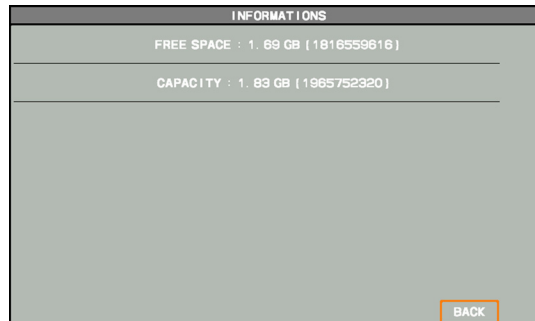 INFORMATIONS
FREE SPACE : 1. 69 GB [1816559616]
CAPACITY : 1. 83 GB [1965752320]
BACK